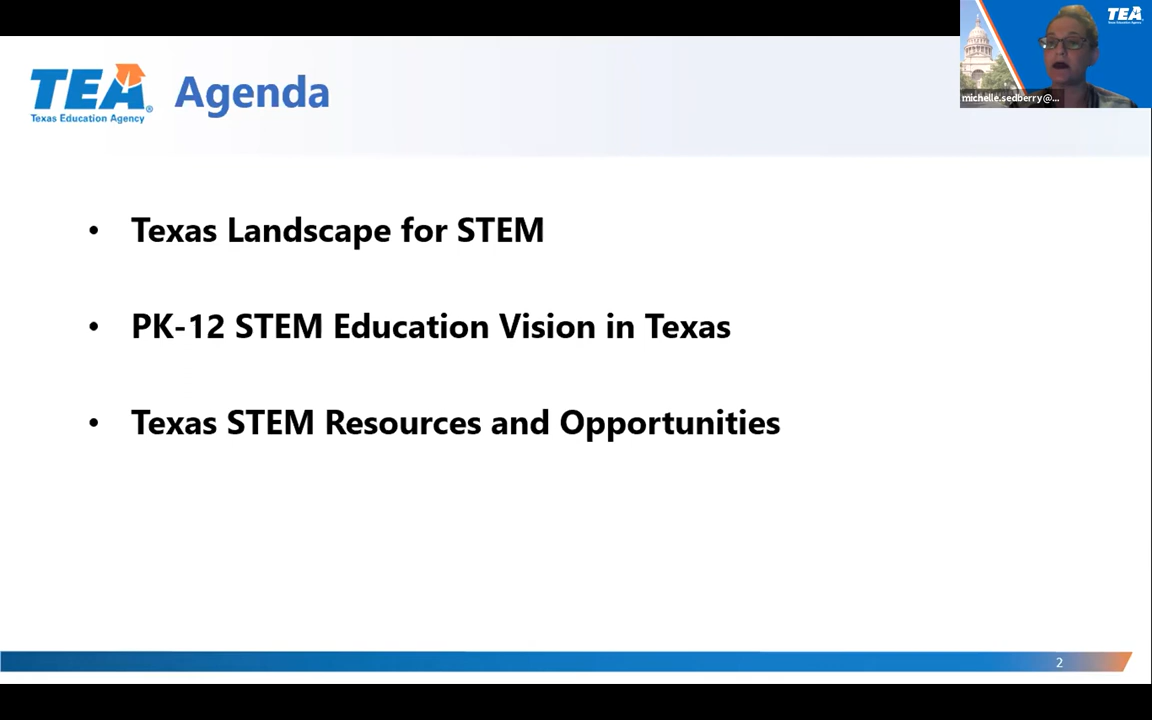 TEA
Texas Education Agency
Agenda
TEA
michelle.sedberry@...
• Texas Landscape for STEM
• PK-12 STEM Education Vision in Texas
• Texas STEM Resources and Opportunities
2